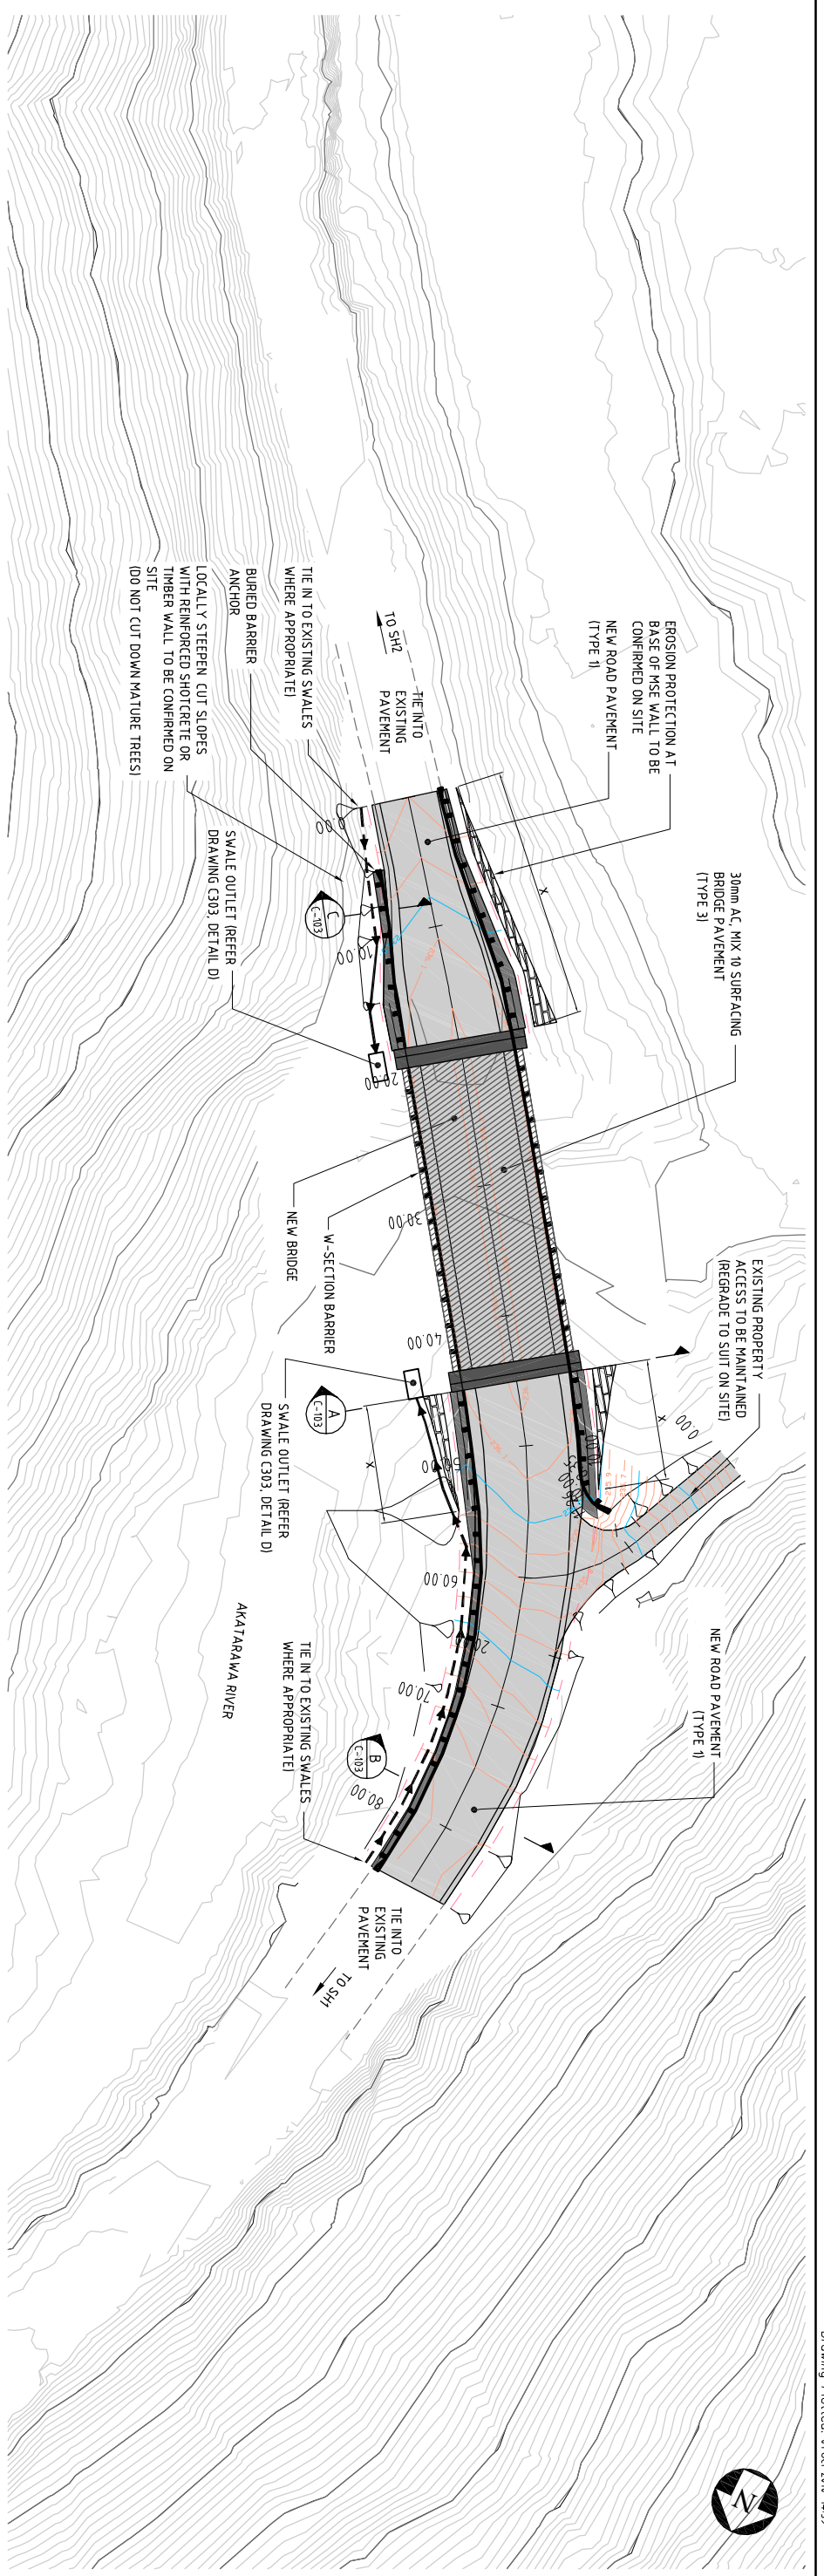 EROSION PROTECTION AT
BASE OF MSE WALL TO BE
CONFIRMED ON SITE
NEW ROAD PAVEMENT
(TYPE 1)
30mm AC, MIX 10 SURFACING
BRIDGE PAVEMENT
(TYPE 3)
EXISTING PROPERTY
ACCESS TO BE MAINTAINED
(REGRADE TO SUIT ON SITE)
NEW ROAD PAVEMENT
(TYPE 1)
TO SH2
TIE INTO
EXISTING
PAVEMENT
TIE IN TO EXISTING SWALES
WHERE APPROPRIATE)
BURIED BARRIER
ANCHOR
LOCALLY STEEPEN CUT SLOPES
WITH REINFORCED SHOTCRETE OR
TIMBER WALL TO BE CONFIRMED ON
SITE
(DO NOT CUT DOWN MATURE TREES)
SWALE OUTLET (REFER
DRAWING C303, DETAIL D)
C
C-103
0.00
10.00
20.00
30.00
40.00
60.00
70.00
80.00
X
X
X
0.00
W-SECTION BARRIER
NEW BRIDGE
A
C-103
SWALE OUTLET (REFER
DRAWING C303, DETAIL D)
AKATARAWA RIVER
TIE IN TO EXISTING SWALES
WHERE APPROPRIATE)
B
C-103
TIE INTO
EXISTING
PAVEMENT
TO SH1
N